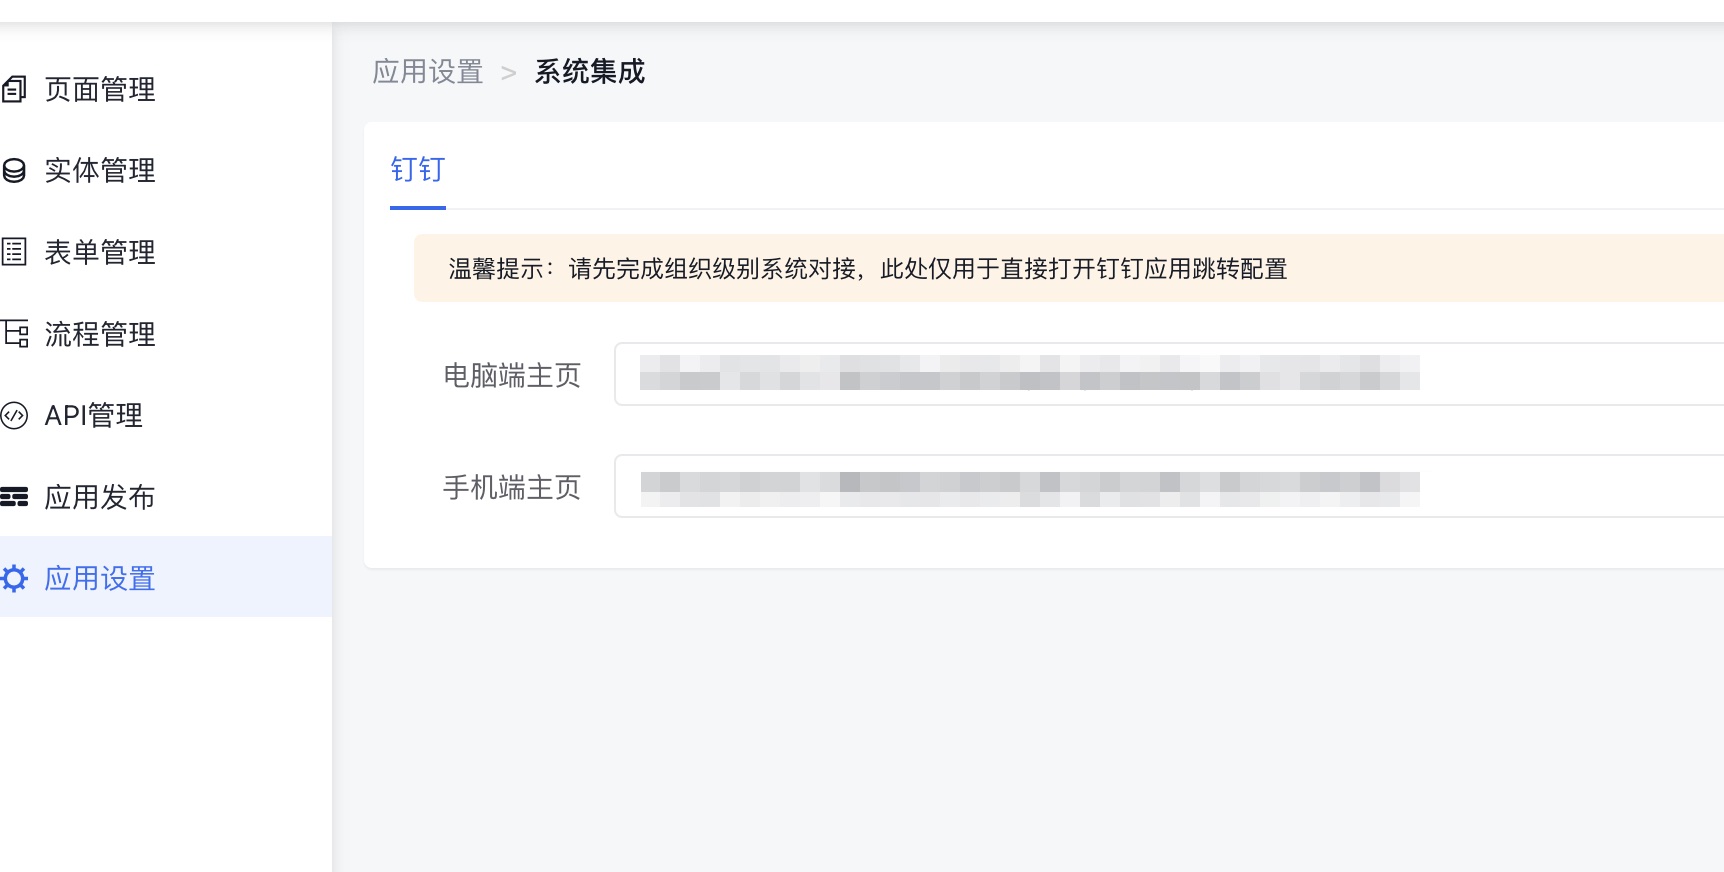 页面管理
实体管理
表单管理
流程管理
API管理
应用发布
应用设置
应用设置 > 系统集成
钉钉
温馨提示：请先完成组织级别系统对接，此处仅用于直接打开钉钉应用跳转配置
电脑端主页
手机端主页